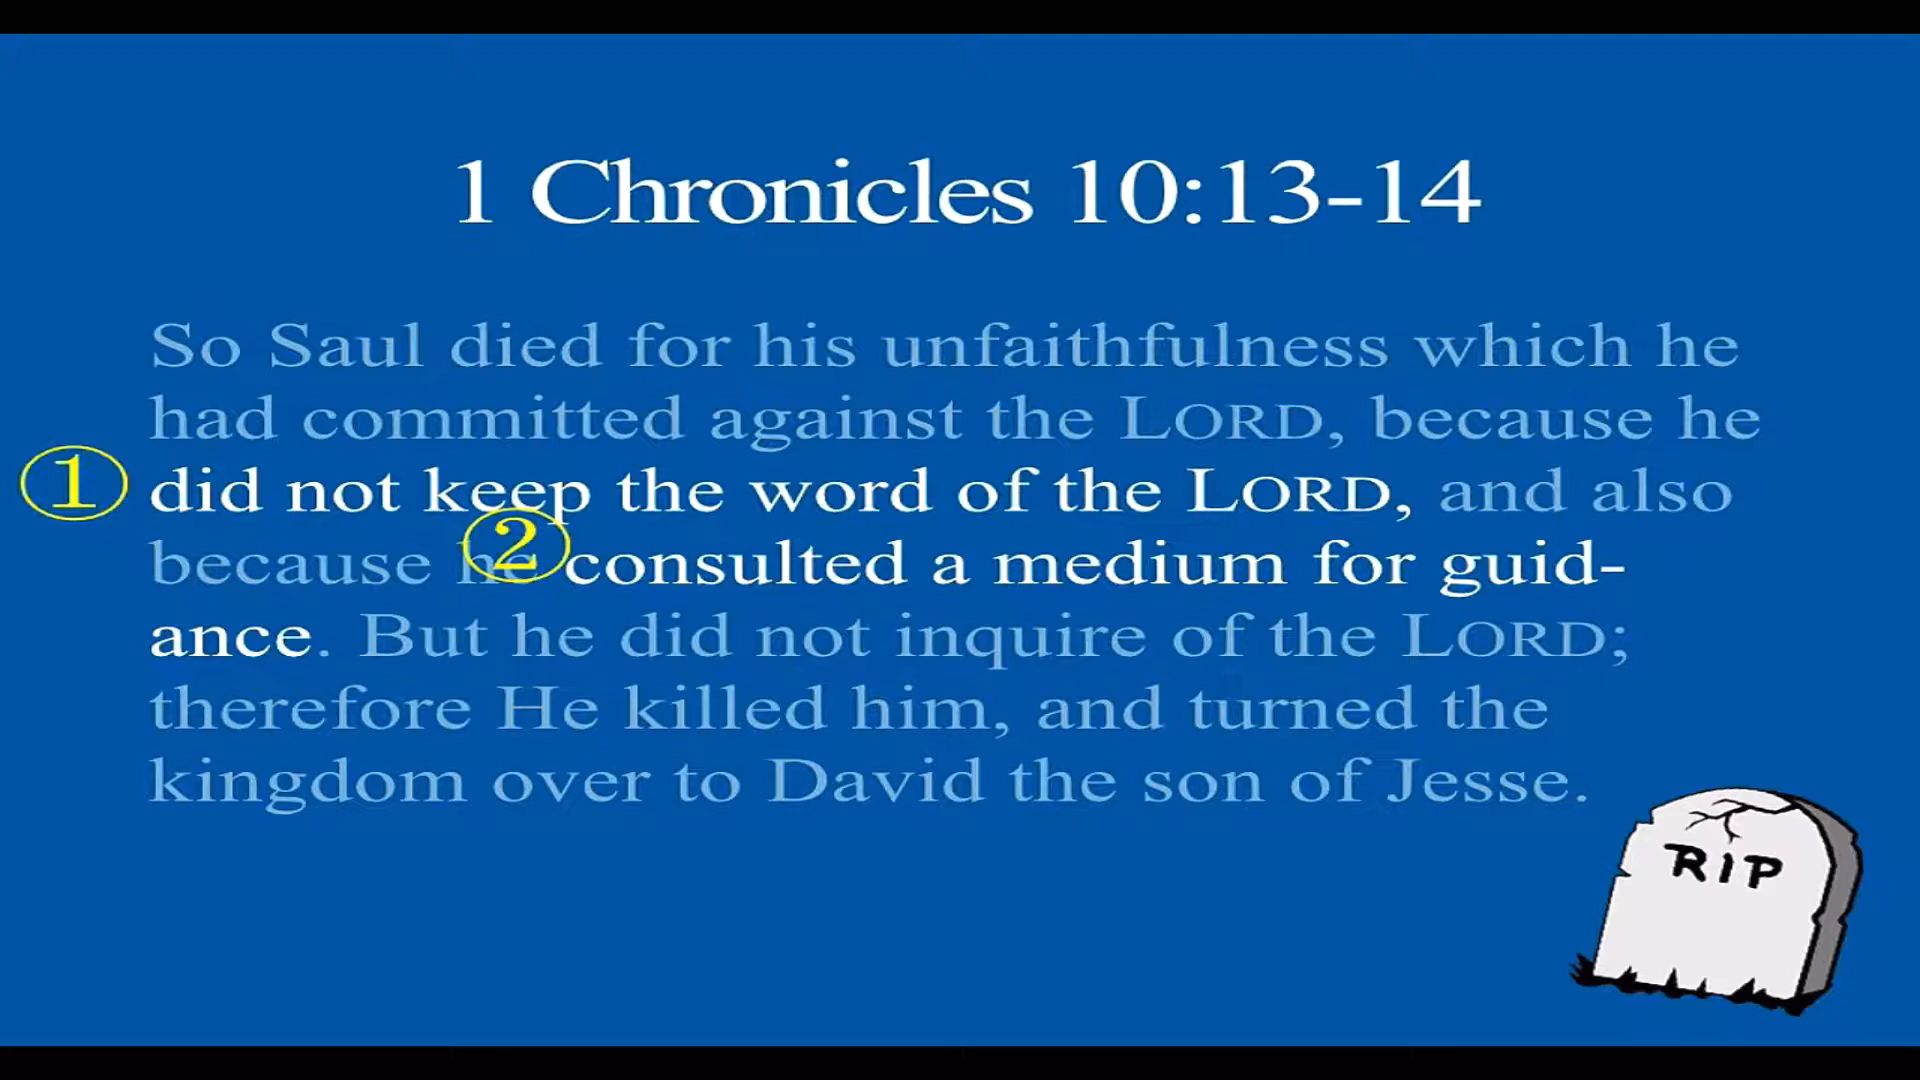 1 Chronicles 10:13-14
So Saul died for his unfaithfulness which he
had committed against the LORD, because he
① did not keep the word of the LORD, and also
because he ② consulted a medium for guid-
ance. But he did not inquire of the LORD;
therefore He killed him, and turned the
kingdom over to David the son of Jesse.
RIP